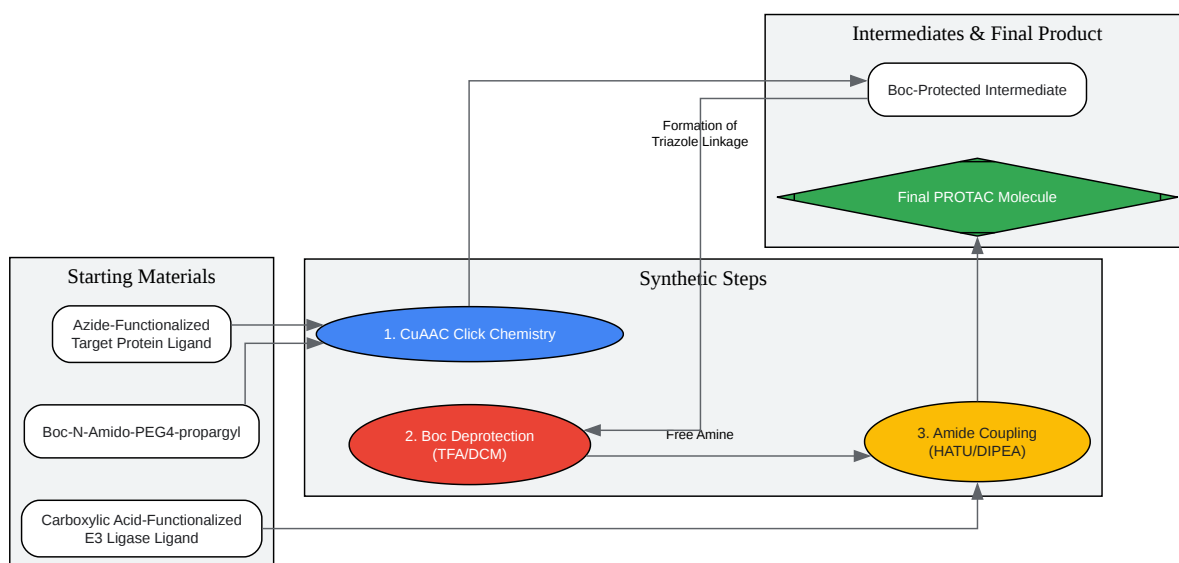 Intermediates & Final Product
Boc-Protected Intermediate
Formation of
Triazole Linkage
Final PROTAC Molecule
Starting Materials
Azide-Functionalized
Target Protein Ligand
Boc-N-Amido-PEG4-propargyl
Carboxylic Acid-Functionalized
E3 Ligase Ligand
Synthetic Steps
1. CuAAC Click Chemistry
2. Boc Deprotection
(TFA/DCM)
Free Amine
3. Amide Coupling
(HATU/DIPEA)